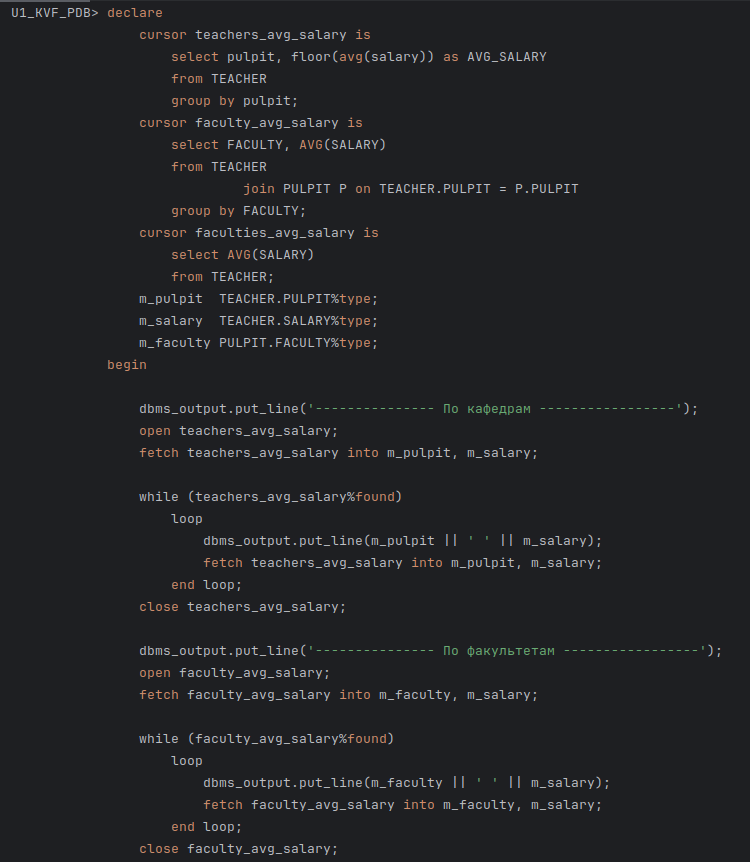 U1_KVF_PDB> declare
cursor teachers_avg_salary is
select pulpit, floor(avg(salary)) as AVG_SALARY
from TEACHER
group by pulpit;
cursor faculty_avg_salary is
select FACULTY, AVG(SALARY)
from TEACHER
join PULPIT P on TEACHER.PULPIT = P.PULPIT
group by FACULTY;
cursor faculties_avg_salary is
select AVG(SALARY)
from TEACHER;
m_pulpit  TEACHER.PULPIT%type;
m_salary  TEACHER.SALARY%type;
m_faculty PULPIT.FACULTY%type;
begin
dbms_output.put_line('--------------- По кафедрам -----------------');
open teachers_avg_salary;
fetch teachers_avg_salary into m_pulpit, m_salary;
while (teachers_avg_salary%found)
loop
dbms_output.put_line(m_pulpit || ' ' || m_salary);
fetch teachers_avg_salary into m_pulpit, m_salary;
end loop;
close teachers_avg_salary;
dbms_output.put_line('--------------- По факультетам -----------------');
open faculty_avg_salary;
fetch faculty_avg_salary into m_faculty, m_salary;
while (faculty_avg_salary%found)
loop
dbms_output.put_line(m_faculty || ' ' || m_salary);
fetch faculty_avg_salary into m_faculty, m_salary;
end loop;
close faculty_avg_salary;